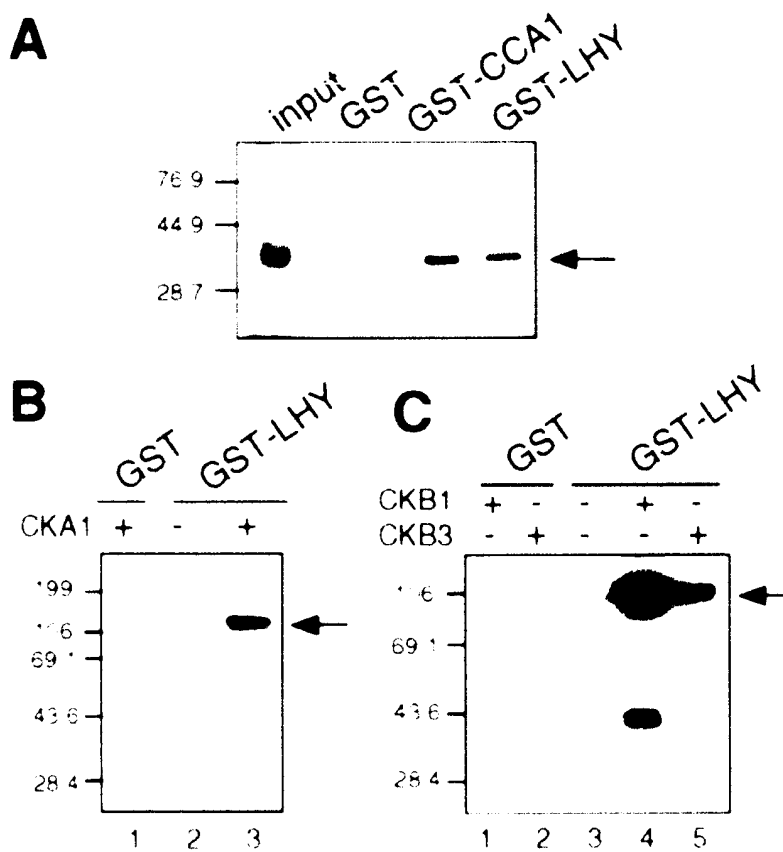 A
input GST GST-CCA1 GST-LHY
76.9
44.9
28.7
B
GST GST-LHY
CKA1 + - +
199
69.1
43.6
28.4
1 2 3
C
GST GST-LHY
CKB1 + - - + -
CKB3 - + - - +
69.1
43.6
28.4
1 2 3 4 5